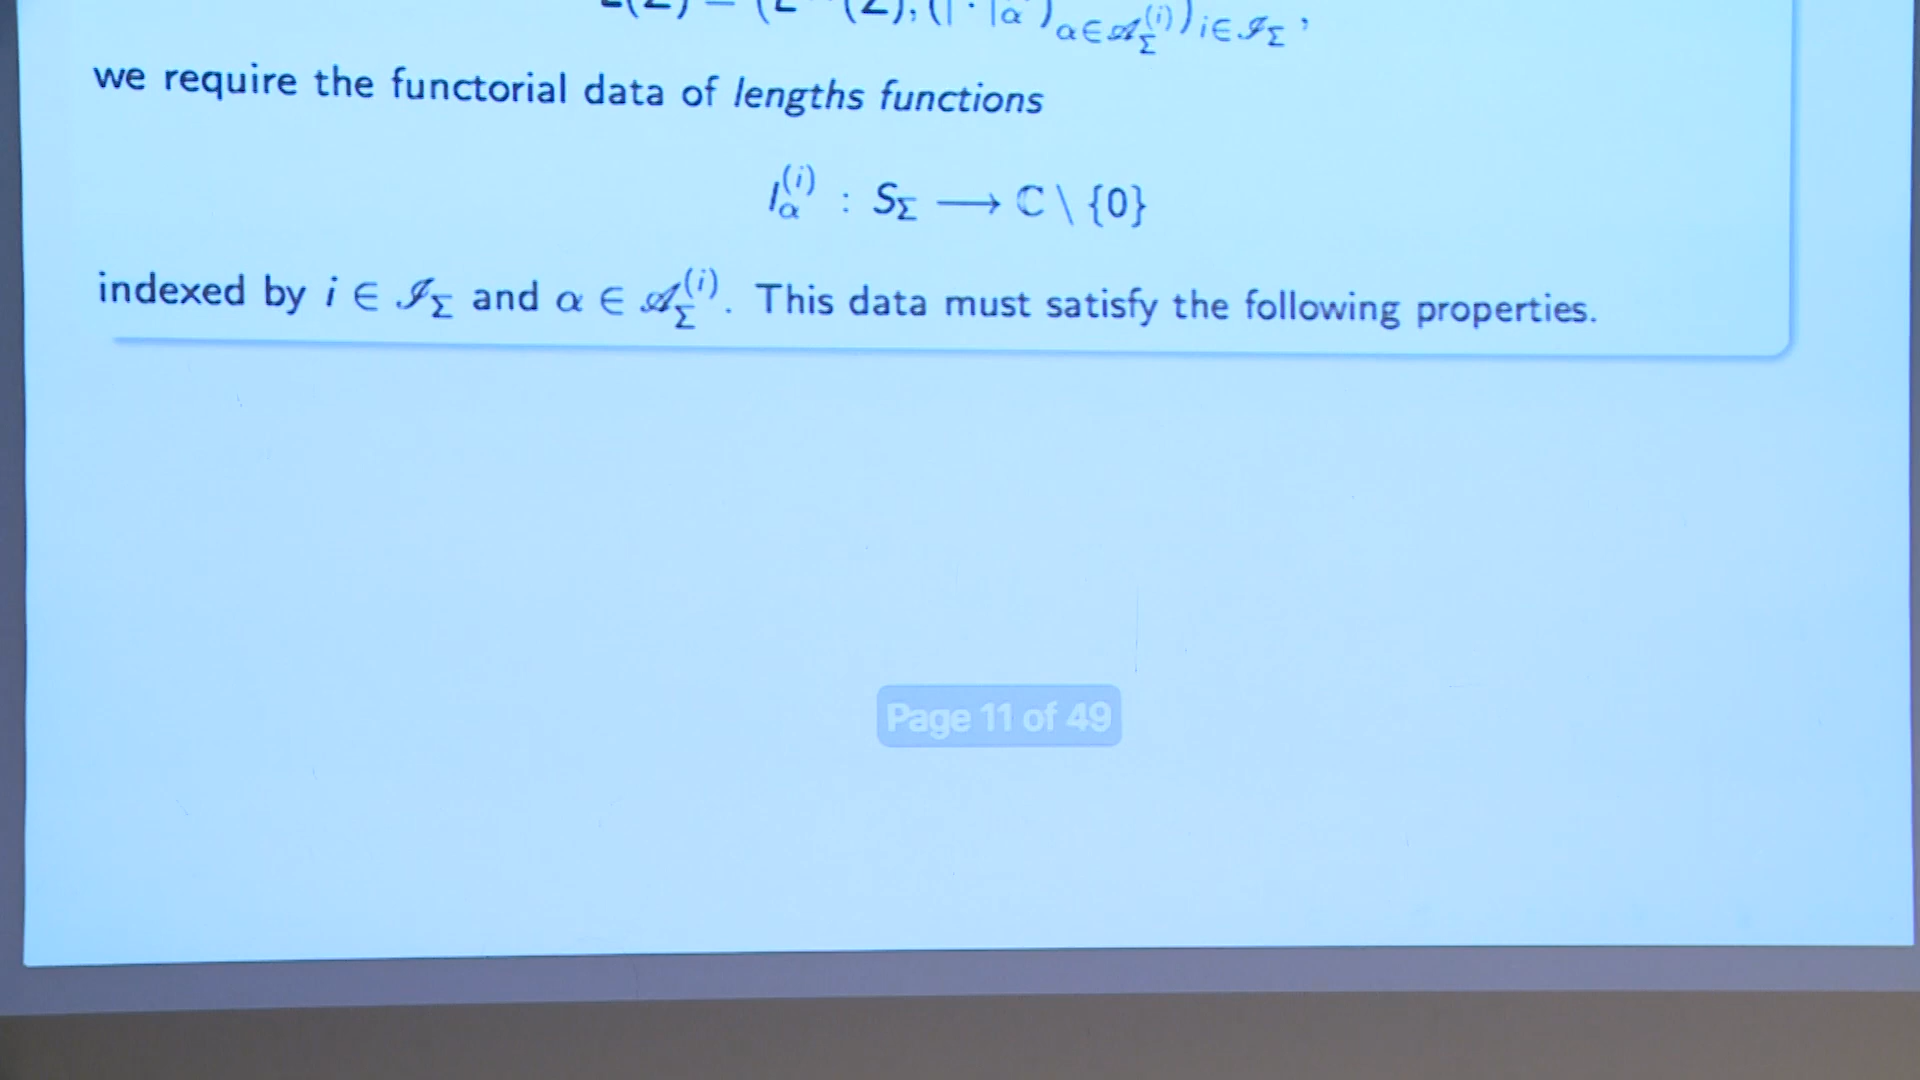 we require the functorial data of lengths functions
l_α^{(i)} : S_Σ ⟶ ℂ \ {0}
indexed by i ∈ 𝓘_Σ and α ∈ 𝒜_Σ^{(i)}. This data must satisfy the following properties.
Page 11 of 49